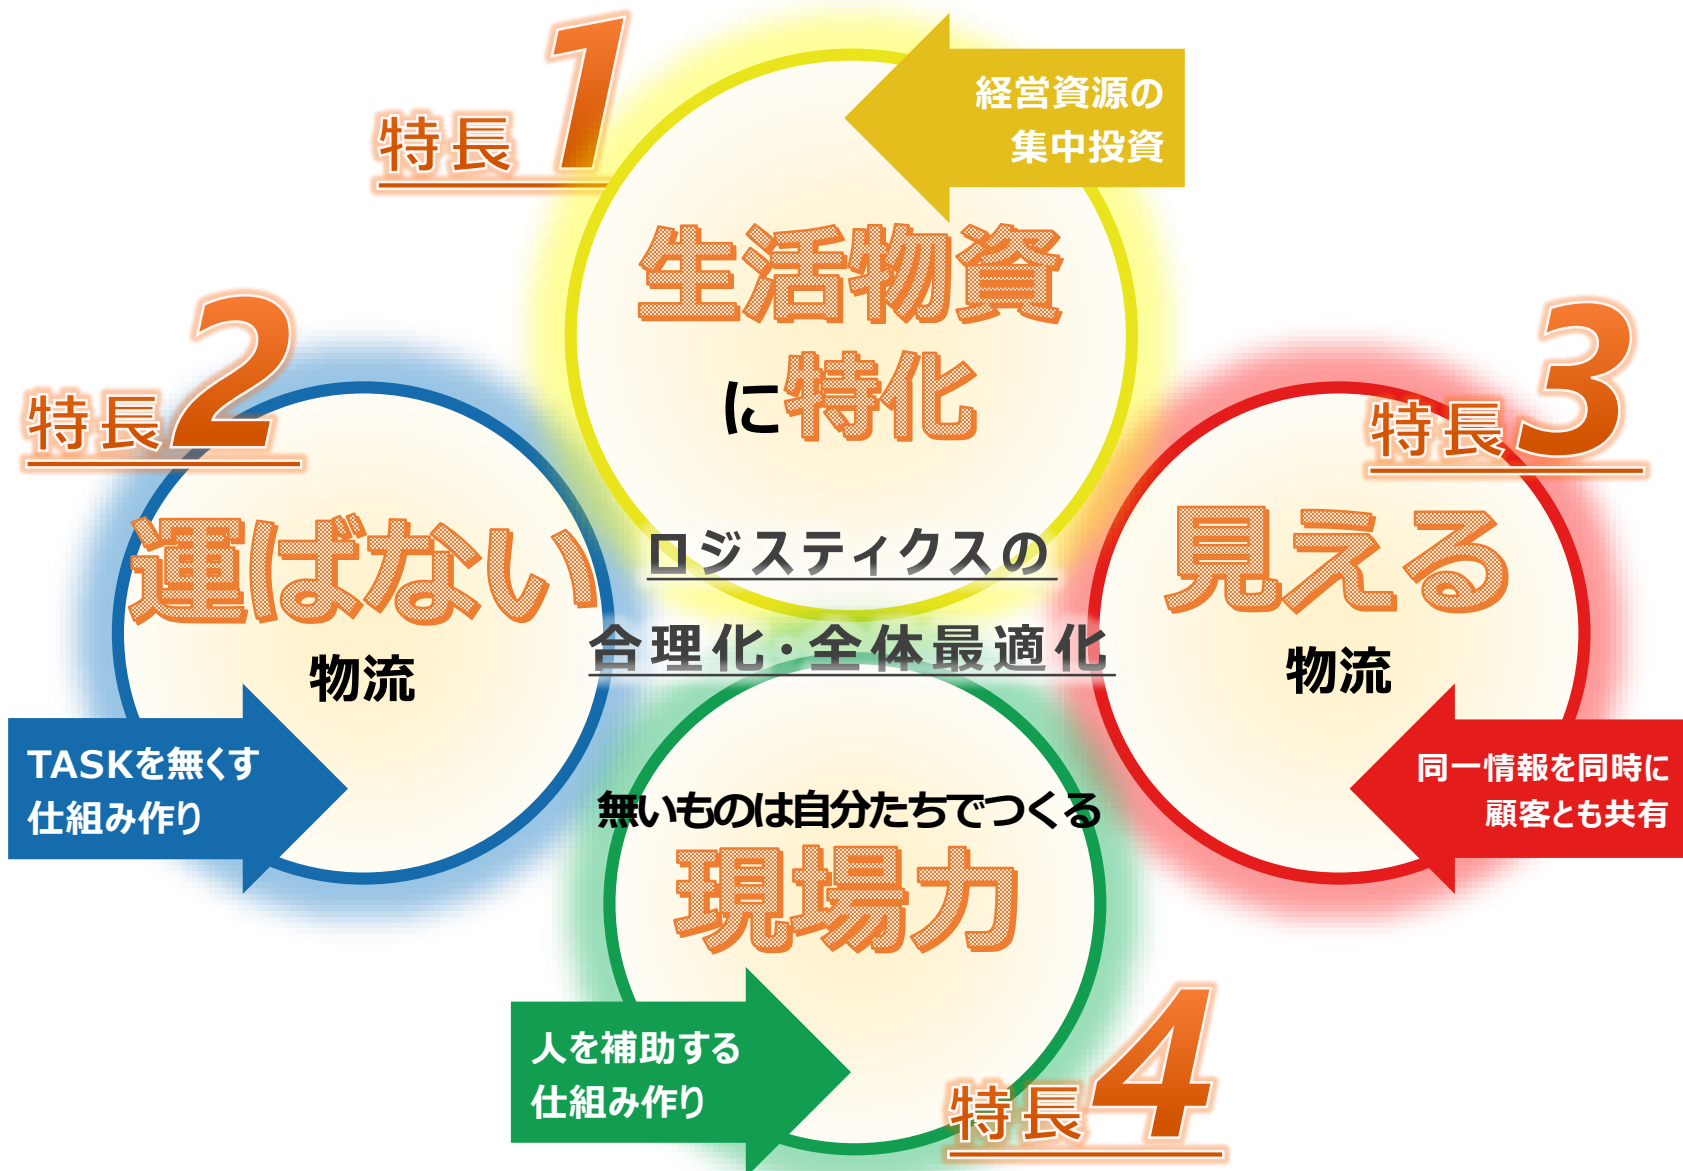 特長1
経営資源の
集中投資
生活物資
に特化
特長2
運ばない
物流
TASKを無くす
仕組み作り
ロジスティクスの
合理化・全体最適化
特長3
見える
物流
同一情報を同時に
顧客とも共有
無いものは自分たちでつくる
現場力
人を補助する
仕組み作り
特長4